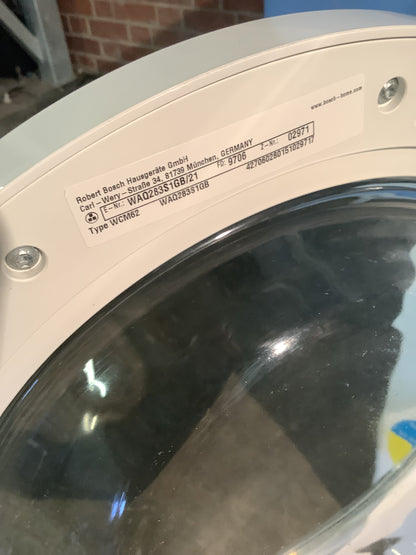 www.bosch-home.com
Robert Bosch Hausgeräte GmbH
Carl-Wery-Straße 34, 81739 München, GERMANY
E-Nr.: WAQ283S1GB/21 FD: 9706 Z-Nr.: 02971
Type WCM62 WAQ283S1GB 427060280151029717